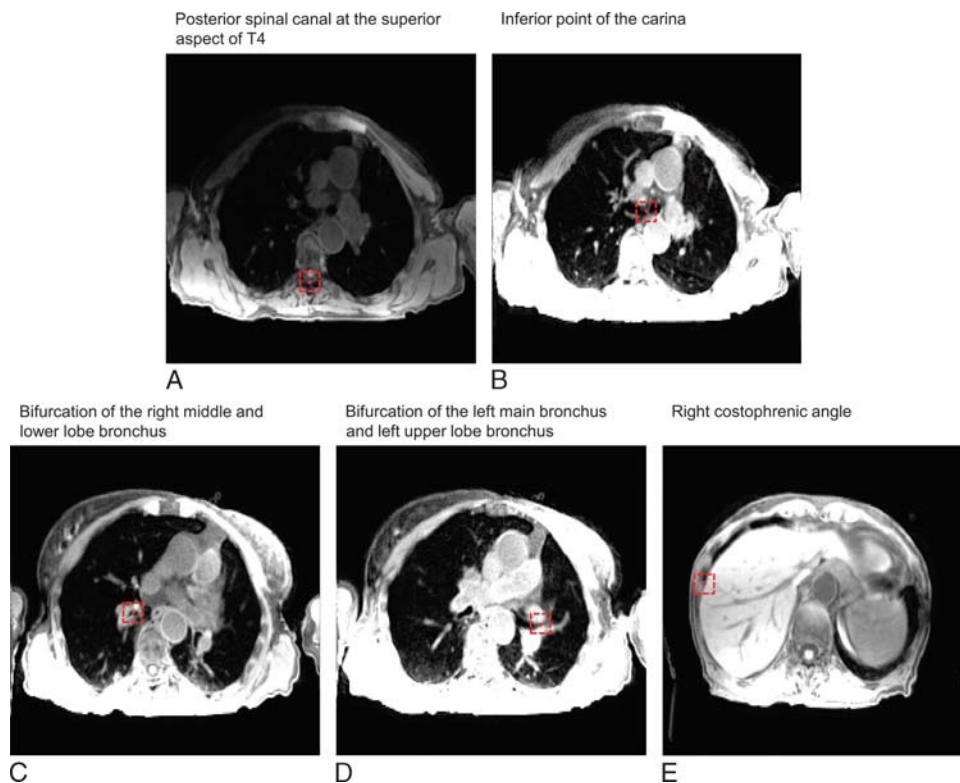 Posterior spinal canal at the superior
aspect of T4
Inferior point of the carina
A
B
Bifurcation of the right middle and
lower lobe bronchus
Bifurcation of the left main bronchus
and left upper lobe bronchus
Right costophrenic angle
C
D
E